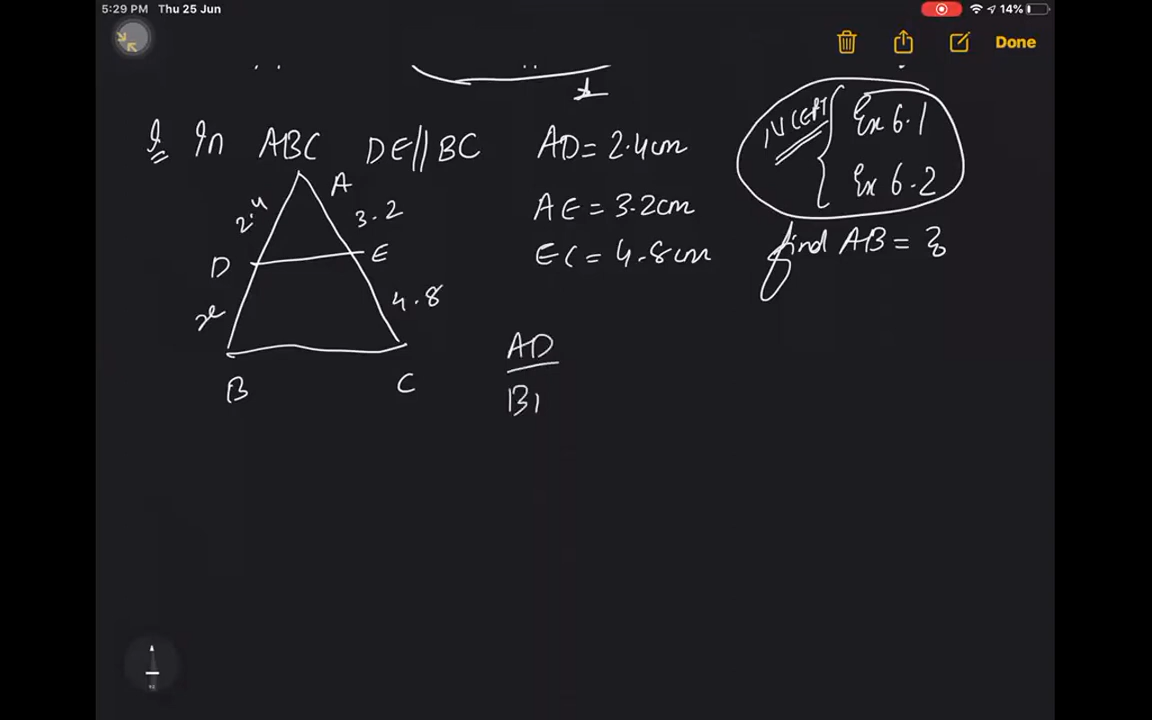 5:29 PM Thu 25 Jun 14%
Done
I In ABC DE||BC AD = 2.4cm
AE = 3.2cm
EC = 4.8cm
NCERT { Ex 6.1
Ex 6.2
find AB = ?
A
2.4 3.2
D E
x 4.8
B C
AD
BI